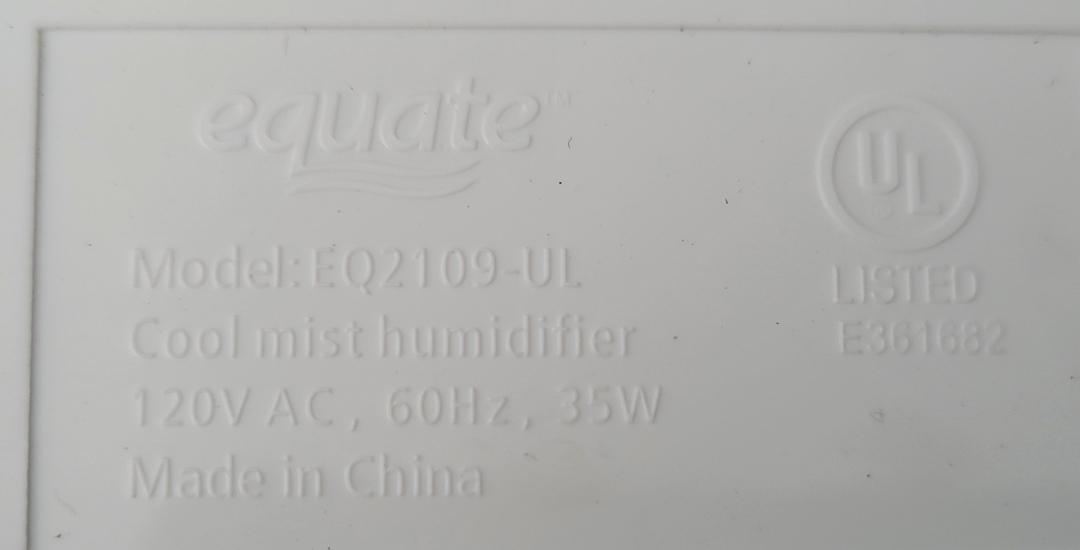 equate™
Model:EQ2109-UL
Cool mist humidifier
120V AC, 60Hz, 35W
Made in China
UL
®
LISTED
E361682